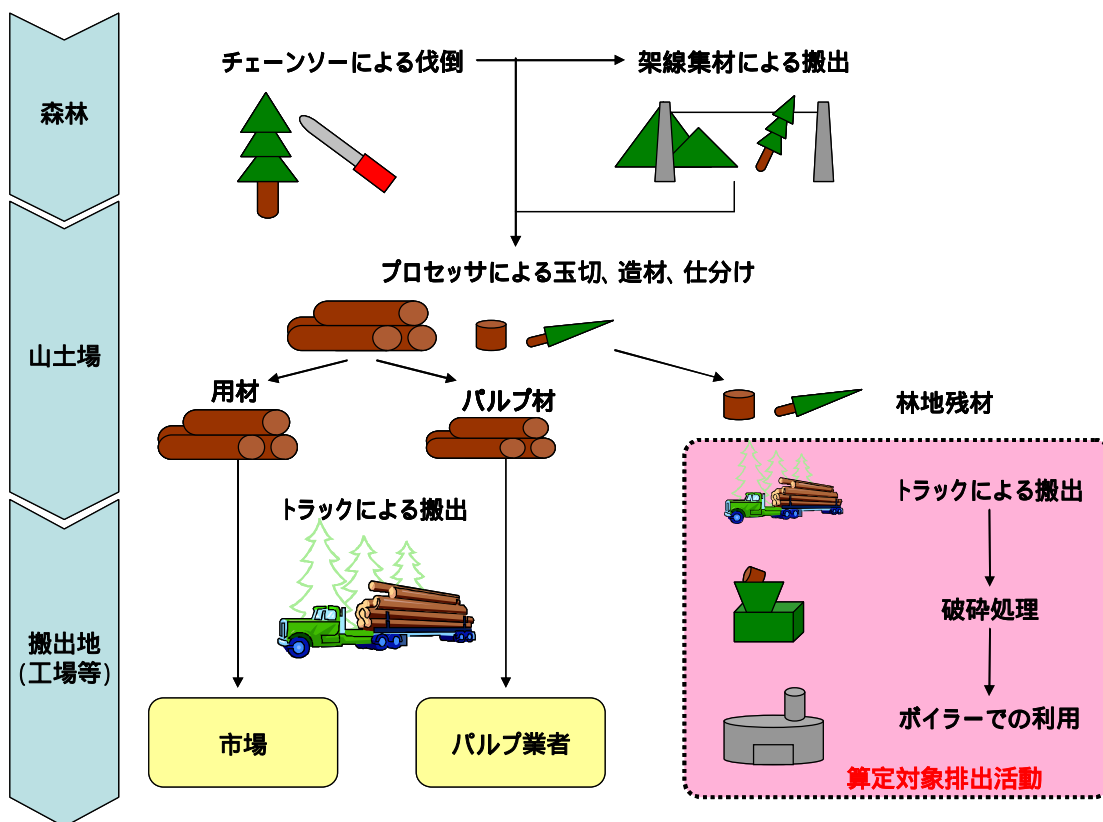 森林
チェーンソーによる伐倒
架線集材による搬出
山土場
プロセッサによる玉切、造材、仕分け
用材
パルプ材
林地残材
搬出地
(工場等)
トラックによる搬出
市場
パルプ業者
トラックによる搬出
破砕処理
ボイラーでの利用
算定対象排出活動